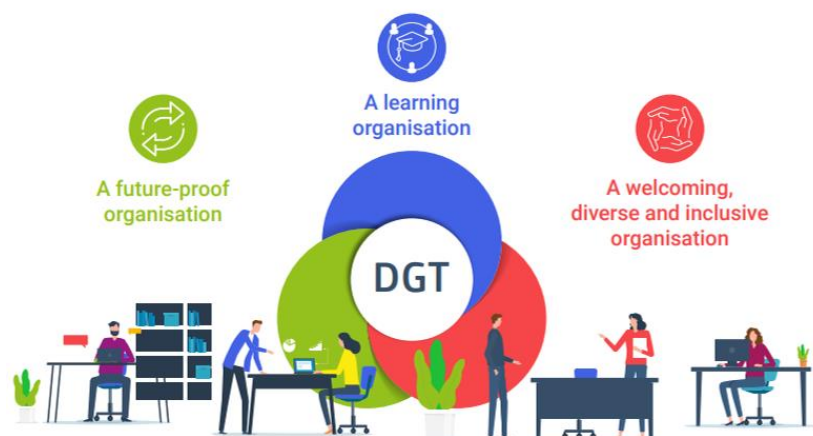 A learning
organisation
A future-proof
organisation
A welcoming,
diverse and inclusive
organisation
DGT